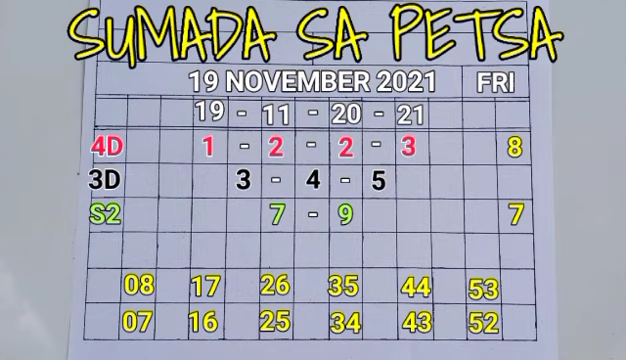 SUMADA SA PETSA
19 NOVEMBER 2021 FRI
19 - 11 - 20 - 21
4D 1 - 2 - 2 - 3 8
3D 3 - 4 - 5
S2 7 - 9 7
08 17 26 35 44 53
07 16 25 34 43 52